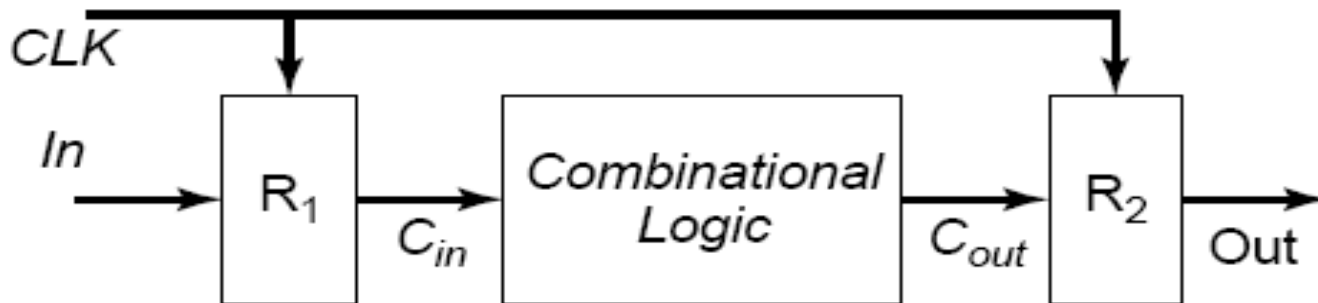 CLK
In
R1
Cin
Combinational
Logic
Cout
R2
Out